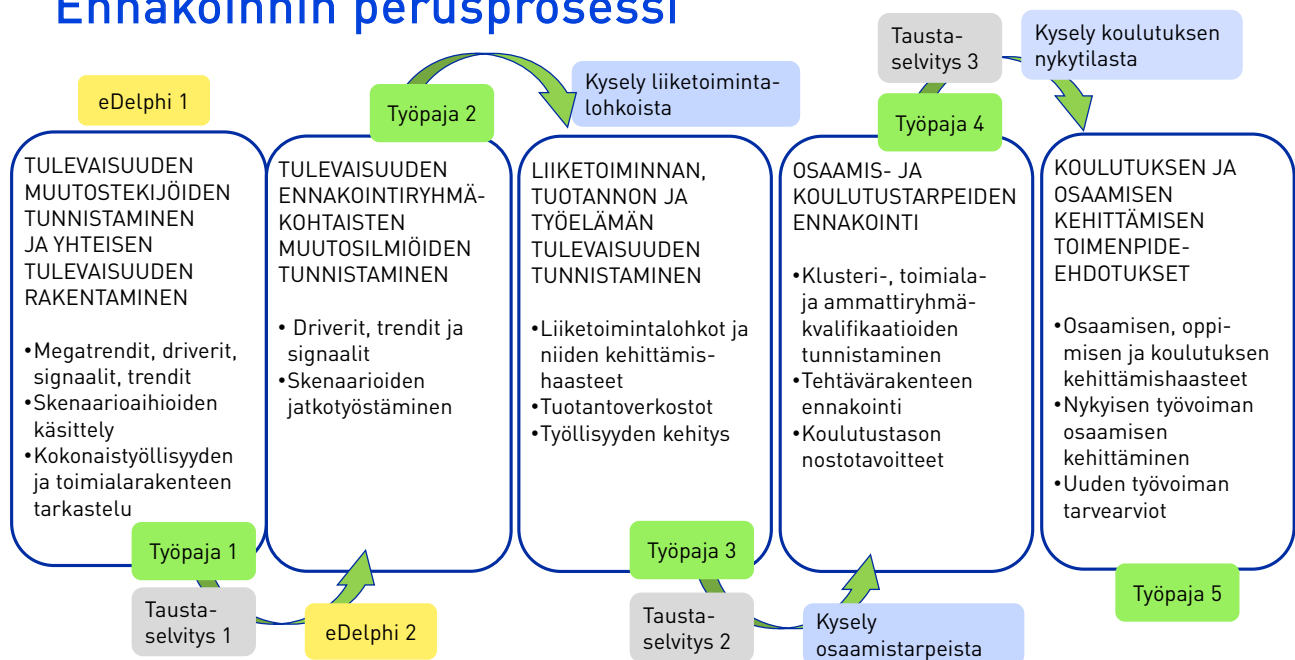 Ennakoinnin perusprosessi
eDelphi 1
TULEVAISUUDEN
MUUTOSTEKIJÖIDEN
TUNNISTAMINEN
JA YHTEISEN
TULEVAISUUDEN
RAKENTAMINEN
•Megatrendit, driverit,
signaalit, trendit
•Skenaarioaihioiden
käsittely
•Kokonaistyöllisyyden
ja toimialarakenteen
tarkastelu
Työpaja 1
Tausta-
selvitys 1
eDelphi 2
Työpaja 2
TULEVAISUUDEN
ENNAKOINTIRYHMÄ-
KOHTAISTEN
MUUTOSILMIÖIDEN
TUNNISTAMINEN
• Driverit, trendit ja
signaalit
•Skenaarioiden
jatkotyöstäminen
Kysely liiketoiminta-
lohkoista
LIIKETOIMINNAN,
TUOTANNON JA
TYÖELÄMÄN
TULEVAISUUDEN
TUNNISTAMINEN
•Liiketoimintalohkot ja
niiden kehittämis-
haasteet
•Tuotantoverkostot
•Työllisyyden kehitys
Työpaja 3
Tausta-
selvitys 2
Kysely
osaamistarpeista
Tausta-
selvitys 3
Työpaja 4
OSAAMIS- JA
KOULUTUSTARPEIDEN
ENNAKOINTI
•Klusteri-, toimiala-
ja ammattiryhmä-
kvalifikaatioiden
tunnistaminen
•Tehtävärakenteen
ennakointi
•Koulutustason
nostotavoitteet
Kysely koulutuksen
nykytilasta
KOULUTUKSEN JA
OSAAMISEN
KEHITTÄMISEN
TOIMENPIDE-
EHDOTUKSET
•Osaamisen, oppi-
misen ja koulutuksen
kehittämishaasteet
•Nykyisen työvoiman
osaamisen
kehittäminen
•Uuden työvoiman
tarvearviot
Työpaja 5